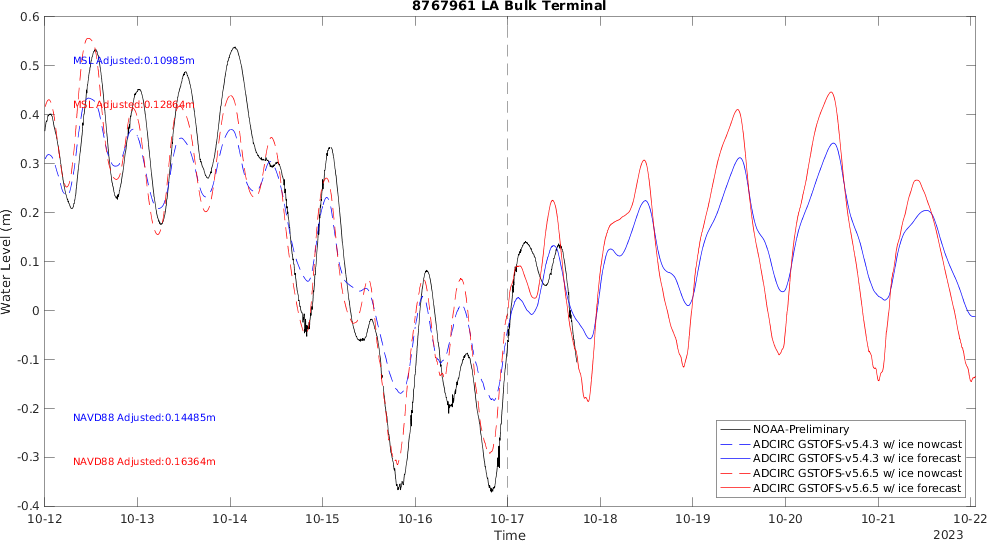 8767961 LA Bulk Terminal
Water Level (m)
0.6
0.5
0.4
0.3
0.2
0.1
0
-0.1
-0.2
-0.3
-0.4
MSL Adjusted:0.10985m
MSL Adjusted:0.12864m
NAVD88 Adjusted:0.14485m
NAVD88 Adjusted:0.16364m
NOAA-Preliminary
ADCIRC GSTOFS-v5.4.3 w/ ice nowcast
ADCIRC GSTOFS-v5.4.3 w/ ice forecast
ADCIRC GSTOFS-v5.6.5 w/ ice nowcast
ADCIRC GSTOFS-v5.6.5 w/ ice forecast
10-12 10-13 10-14 10-15 10-16 10-17 10-18 10-19 10-20 10-21 10-22
Time
2023